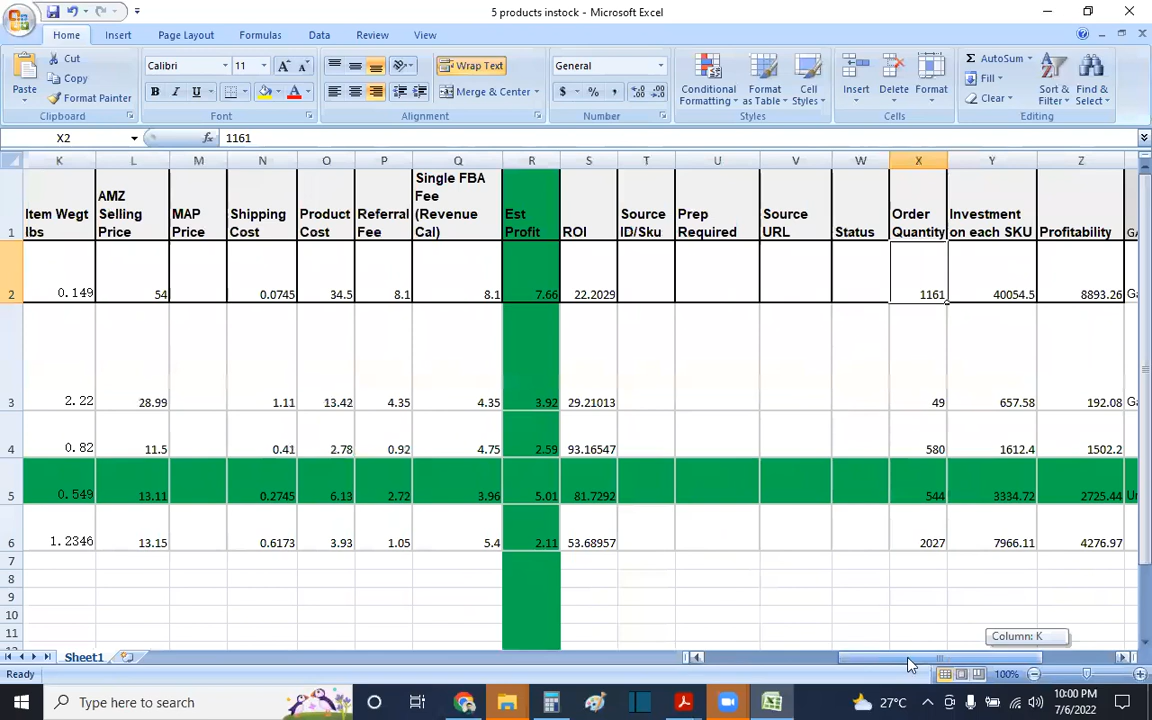 5 products instock - Microsoft Excel
Home Insert Page Layout Formulas Data Review View
Paste Cut Copy Format Painter Clipboard
Calibri 11 B I U A Font
Wrap Text Merge & Center Alignment
General $ % , Number
Conditional Formatting Format as Table Cell Styles Styles
Insert Delete Format Cells
AutoSum Fill Clear Sort & Filter Find & Select Editing
X2 fx 1161
K L M N O P Q R S T U V W X Y Z
1 Item Wegt lbs AMZ Selling Price MAP Price Shipping Cost Product Cost Referral Fee Single FBA Fee (Revenue Cal) Est Profit ROI Source ID/Sku Prep Required Source URL Status Order Quantity Investment on each SKU Profitability
2 0.149 54 0.0745 34.5 8.1 8.1 7.66 22.2029 1161 40054.5 8893.26
3 2.22 28.99 1.11 13.42 4.35 4.35 3.92 29.21013 49 657.58 192.08
4 0.82 11.5 0.41 2.78 0.92 4.75 2.59 93.16547 580 1612.4 1502.2
5 0.549 13.11 0.2745 6.13 2.72 3.96 5.01 81.7292 544 3334.72 2725.44
6 1.2346 13.15 0.6173 3.93 1.05 5.4 2.11 53.68957 2027 7966.11 4276.97
7
8
9
10
11
Column: K
Sheet1
Ready 100%
Type here to search 27°C 10:00 PM
7/6/2022